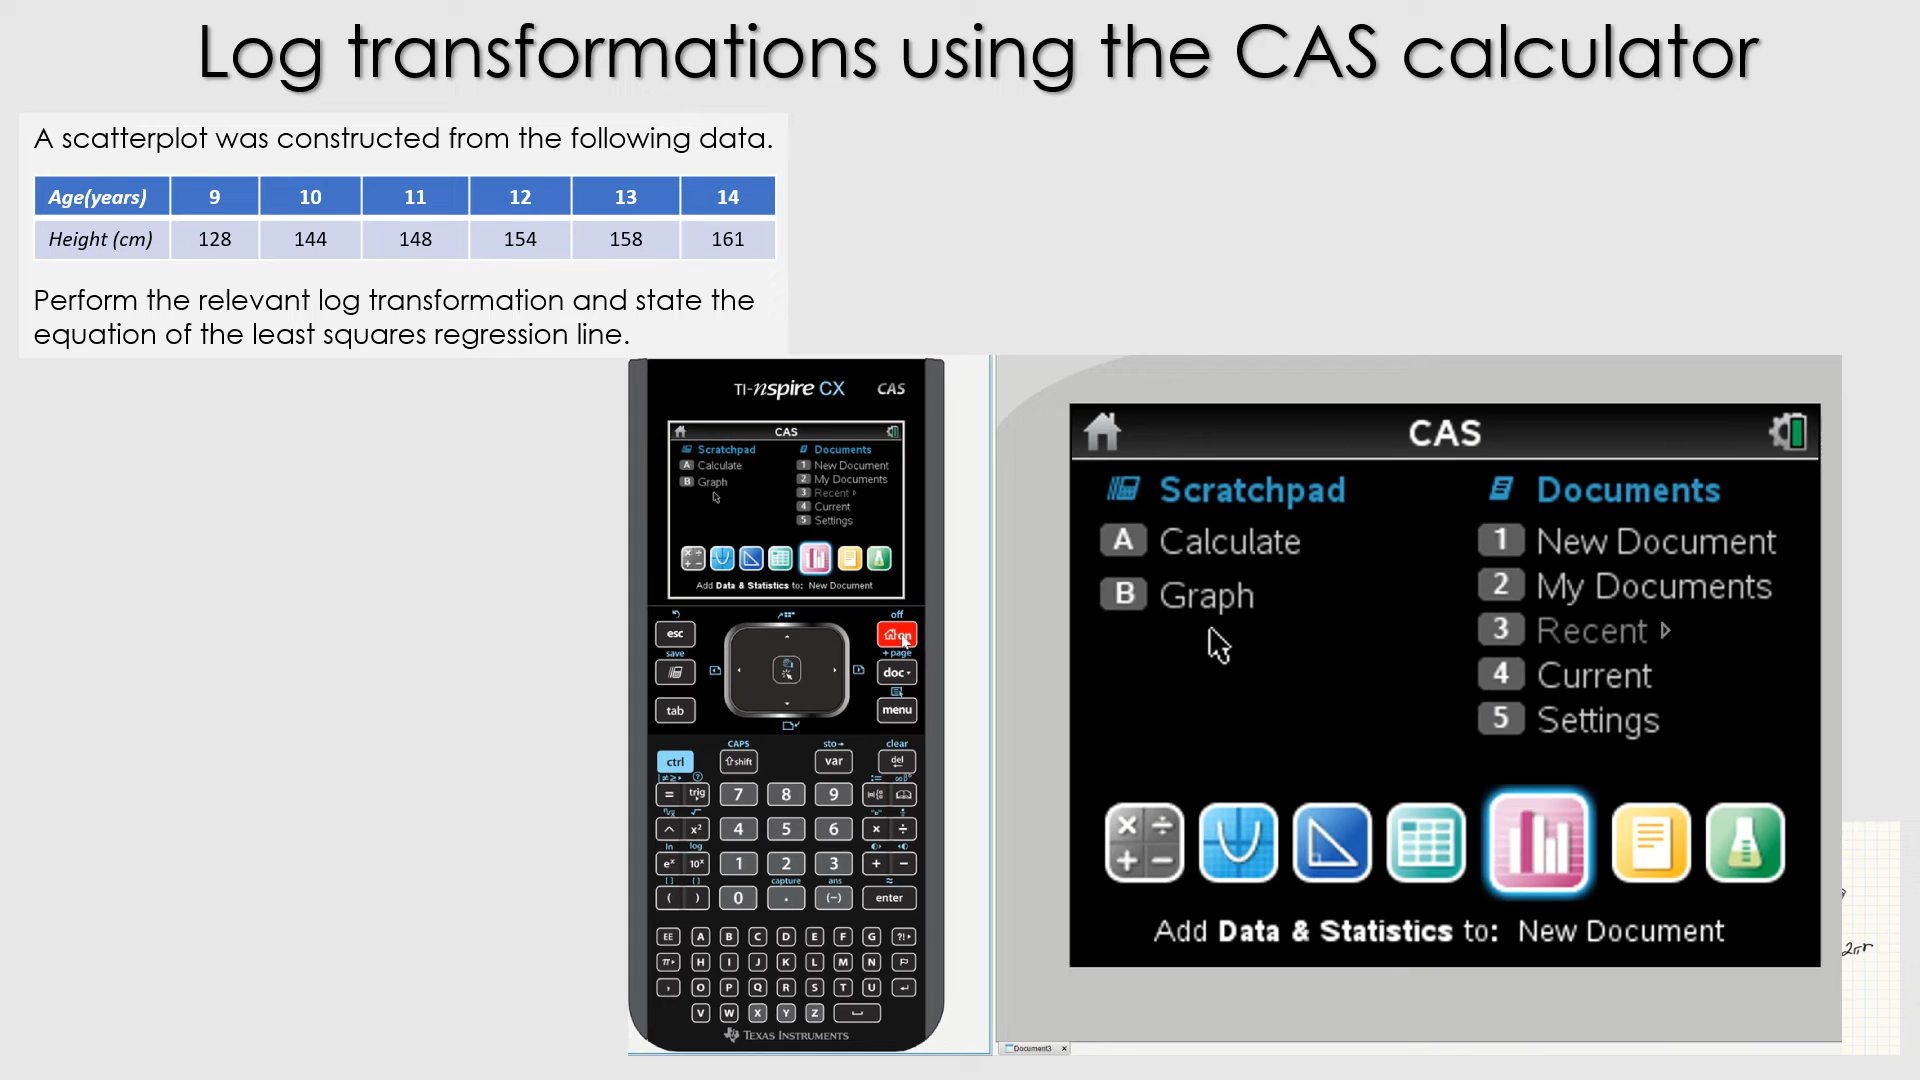 Log transformations using the CAS calculator
A scatterplot was constructed from the following data.
Age(years) 9 10 11 12 13 14
Height (cm) 128 144 148 154 158 161
Perform the relevant log transformation and state the
equation of the least squares regression line.
TI-nspire CX CAS
CAS
Scratchpad Documents
A Calculate 1 New Document
B Graph 2 My Documents
3 Recent ▹
4 Current
5 Settings
Add Data & Statistics to: New Document
off
esc on
save +page
doc▾
tab menu
CAPS sto→ clear
ctrl ⇧shift var del
= trig 7 8 9
^ x² 4 5 6 × ÷
ln log
eˣ 10ˣ 1 2 3 + −
[ ] { } capture ans ≈
( ) 0 . (−) enter
EE A B C D E F G ?!▸
π▸ H I J K L M N
, O P Q R S T U ↵
V W X Y Z
TEXAS INSTRUMENTS
CAS
Scratchpad Documents
A Calculate 1 New Document
B Graph 2 My Documents
3 Recent ▹
4 Current
5 Settings
Add Data & Statistics to: New Document
Document3 ×
2πr